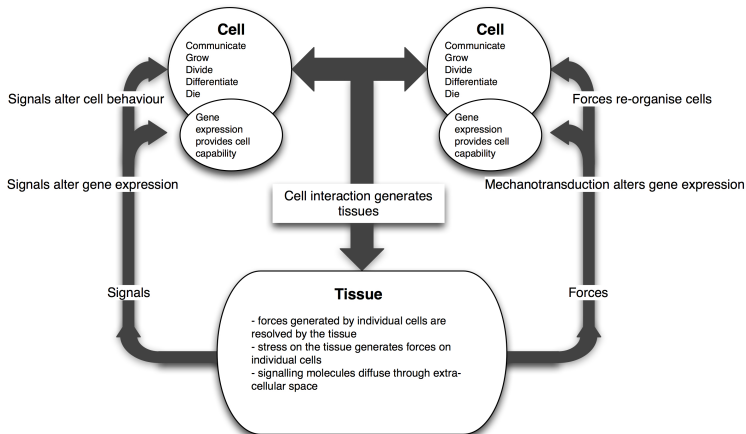 Cell
Communicate
Grow
Divide
Differentiate
Die
Gene
expression
provides cell
capability
Cell
Communicate
Grow
Divide
Differentiate
Die
Gene
expression
provides cell
capability
Signals alter cell behaviour
Forces re-organise cells
Signals alter gene expression
Mechanotransduction alters gene expression
Cell interaction generates
tissues
Signals
Forces
Tissue
- forces generated by individual cells are
resolved by the tissue
- stress on the tissue generates forces on
individual cells
- signalling molecules diffuse through extra-
cellular space